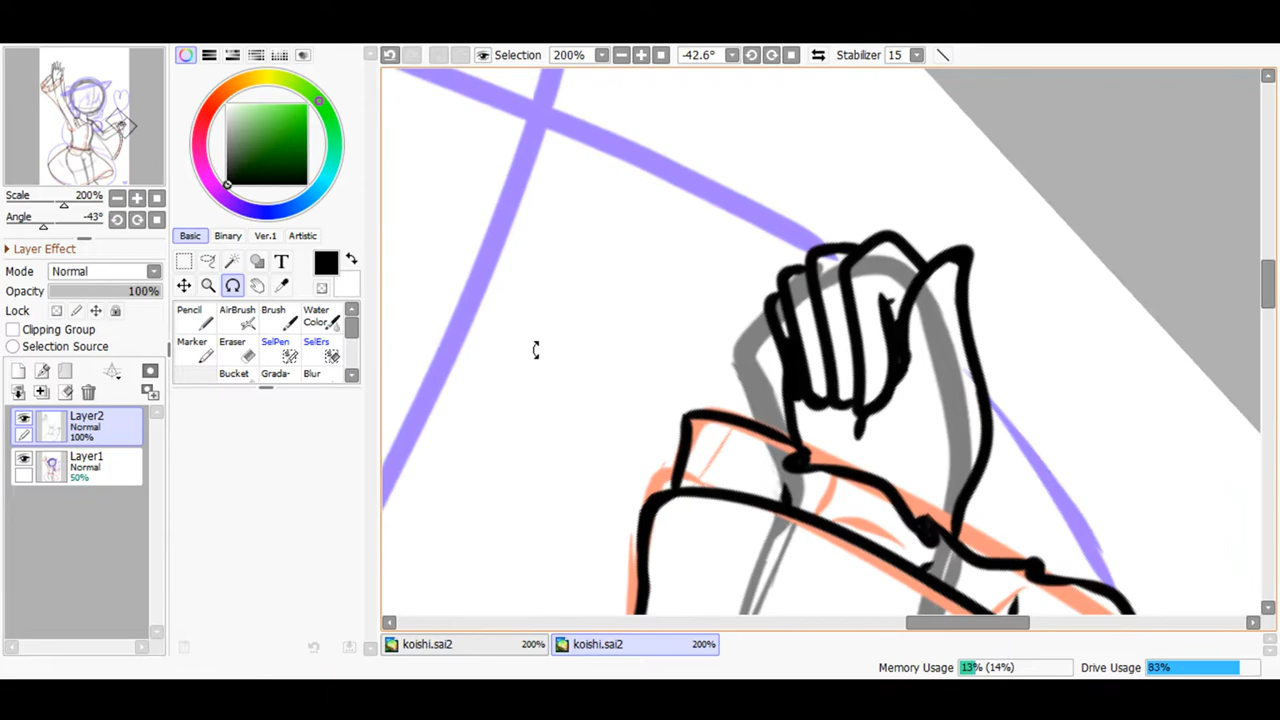 Selection 200% -42.6° Stabilizer 15
Scale 200%
Angle -43°
Layer Effect
Mode Normal
Opacity 100%
Lock
Clipping Group
Selection Source
Layer2
Normal
100%
Layer1
Normal
50%
Basic Binary Ver.1 Artistic
T
Pencil AirBrush Brush Water Color
Marker Eraser SelPen SelErs
Bucket Grada- Blur
koishi.sai2 200% koishi.sai2 200%
Memory Usage 13% (14%) Drive Usage 83%